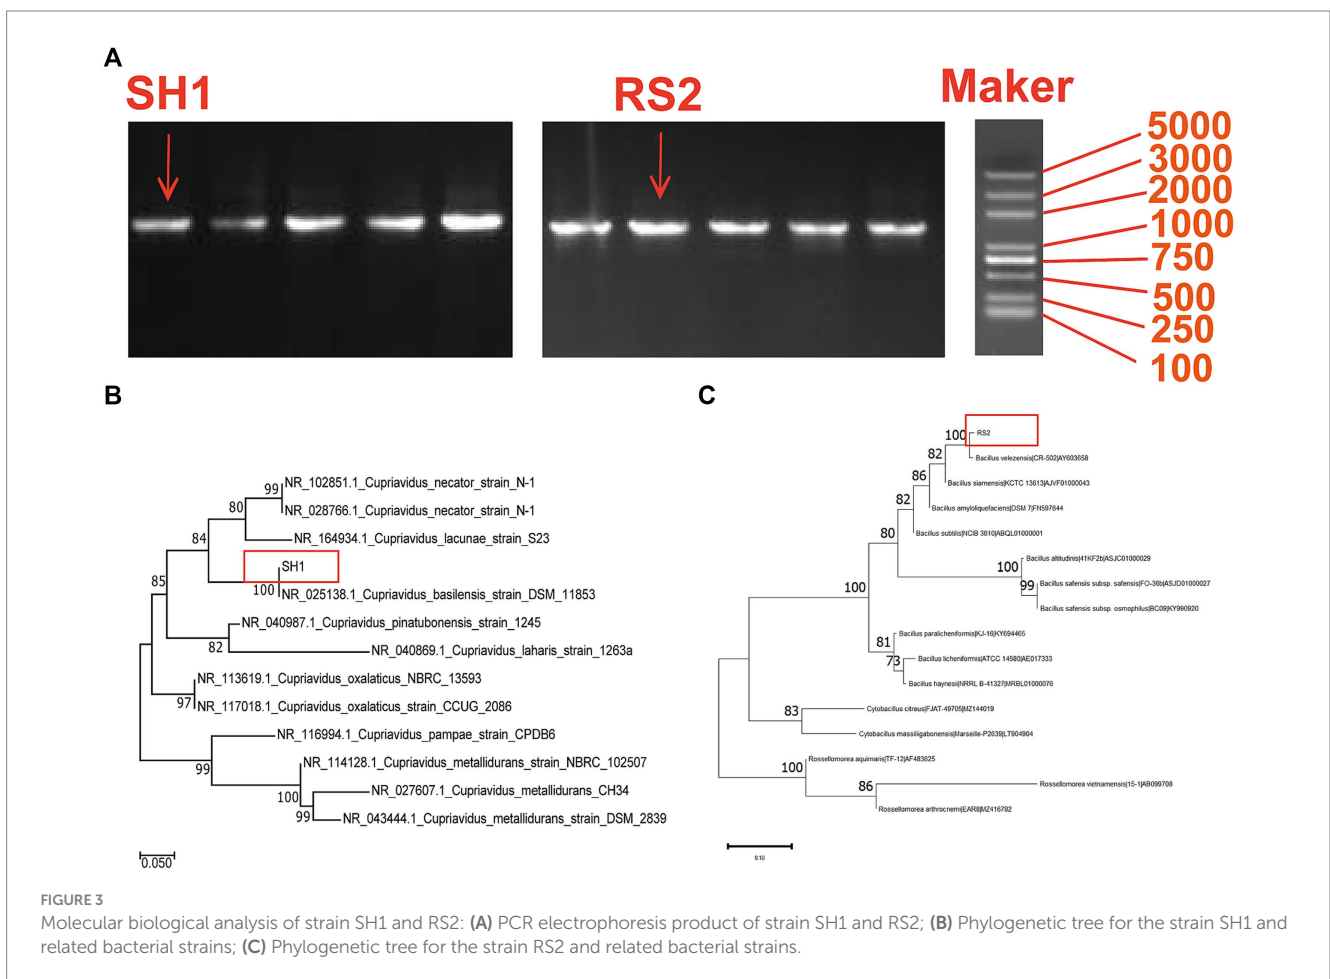 A
SH1
RS2
Maker
5000
3000
2000
1000
750
500
250
100
B
99
NR_102851.1_Cupriavidus_necator_strain_N-1
NR_028766.1_Cupriavidus_necator_strain_N-1
80
NR_164934.1_Cupriavidus_lacunae_strain_S23
84
SH1
100
NR_025138.1_Cupriavidus_basilensis_strain_DSM_11853
85
NR_040987.1_Cupriavidus_pinatubonensis_strain_1245
82
NR_040869.1_Cupriavidus_laharis_strain_1263a
NR_113619.1_Cupriavidus_oxalaticus_NBRC_13593
97
NR_117018.1_Cupriavidus_oxalaticus_strain_CCUG_2086
NR_116994.1_Cupriavidus_pampae_strain_CPDB6
99
NR_114128.1_Cupriavidus_metallidurans_strain_NBRC_102507
100
NR_027607.1_Cupriavidus_metallidurans_CH34
99
NR_043444.1_Cupriavidus_metallidurans_strain_DSM_2839
0.050
C
100
RS2
Bacillus velezensis|CR-502|AY603658
82
Bacillus siamensis|KCTC 13613|AJVF01000043
86
Bacillus amyloliquefaciens|DSM 7|FN597644
82
Bacillus subtilis|NCIB 3610|ABQL01000001
80
Bacillus altitudinis|41KF2b|ASJC01000029
100
Bacillus safensis subsp. safensis|FO-36b|ASJD01000027
99
Bacillus safensis subsp. osmophilus|BC09|KY990920
100
Bacillus paralicheniformis|KJ-16|KY694465
81
Bacillus licheniformis|ATCC 14580|AE017333
73
Bacillus haynesii|NRRL B-41327|MRBL01000076
83
Cytobacillus citreus|FJAT-49705|MZ144019
Cytobacillus massiliigabonensis|Marseille-P2639|LT904904
Rossellomorea aquimaris|TF-12|AF483625
100
Rossellomorea vietnamensis|15-1|AB099708
86
Rossellomorea arthrocnemi|EAR8|MZ416782
0.10
FIGURE 3
Molecular biological analysis of strain SH1 and RS2: (A) PCR electrophoresis product of strain SH1 and RS2; (B) Phylogenetic tree for the strain SH1 and
related bacterial strains; (C) Phylogenetic tree for the strain RS2 and related bacterial strains.